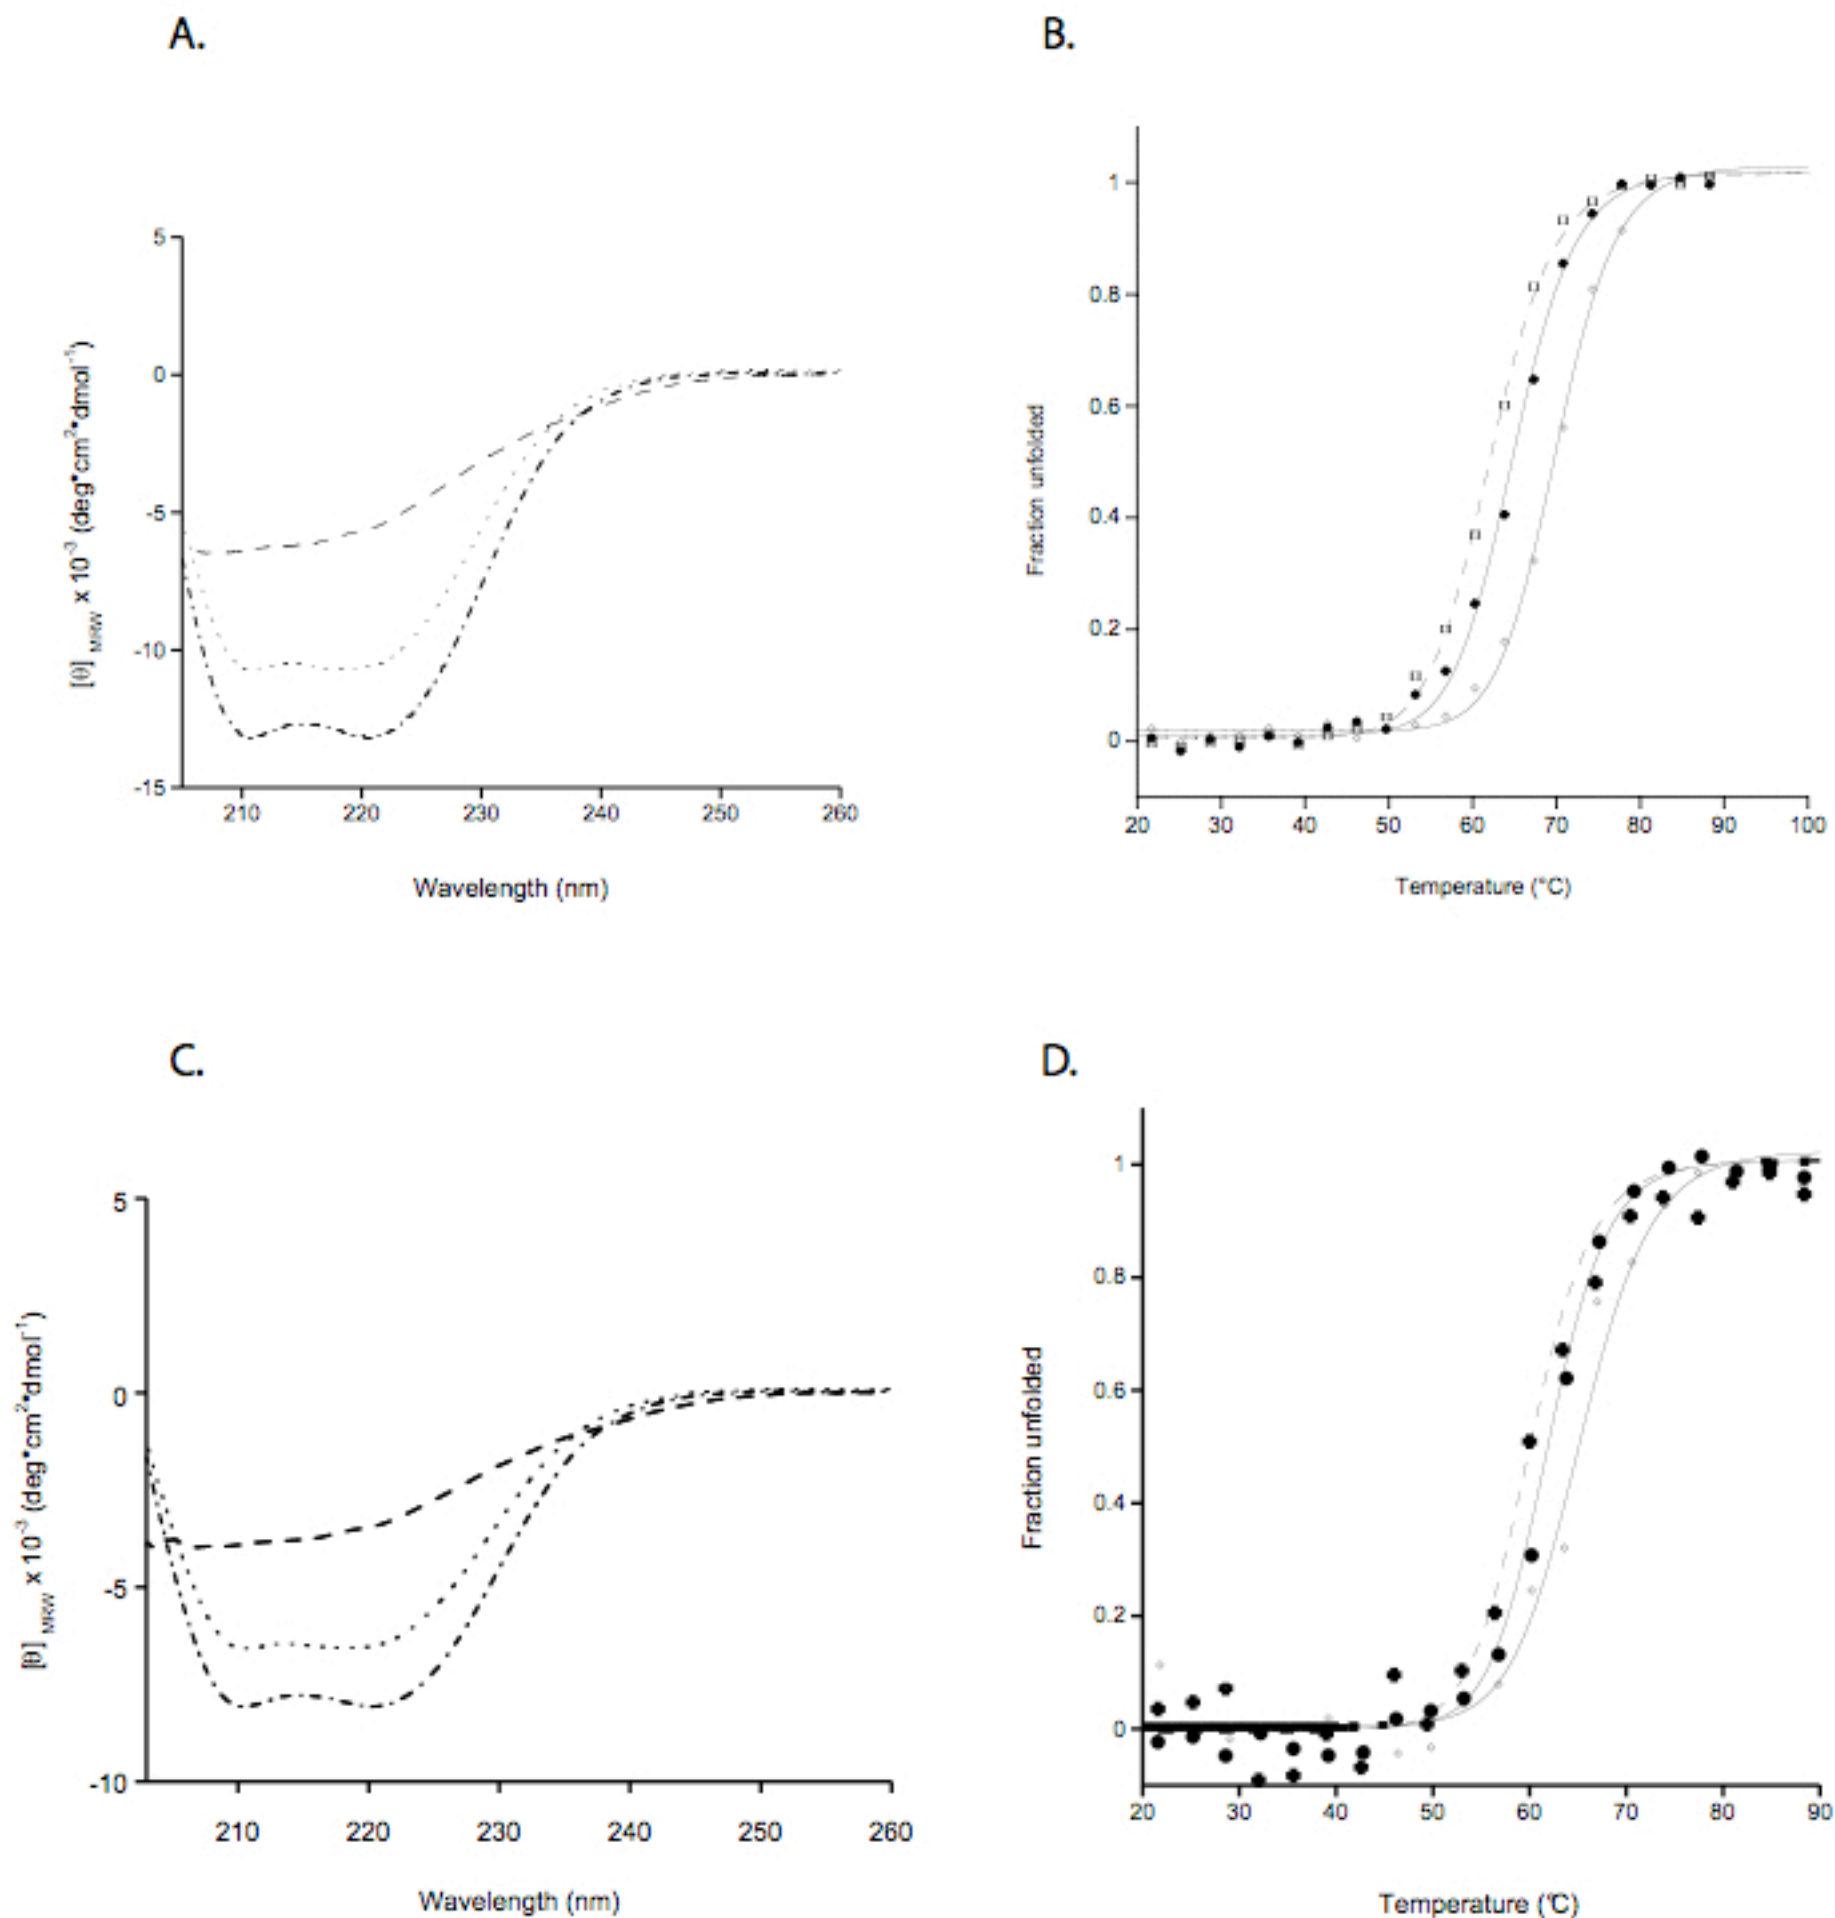 A.
B.
5
0
-5
-10
-15
210 220 230 240 250 260
[θ] MRW x 10⁻³ (deg*cm²•dmol⁻¹)
Wavelength (nm)
1
0.8
0.6
0.4
0.2
0
20 30 40 50 60 70 80 90 100
Fraction unfolded
Temperature (°C)
C.
D.
5
0
-5
-10
210 220 230 240 250 260
[θ] MRW x 10⁻³ (deg*cm²•dmol⁻¹)
Wavelength (nm)
1
0.8
0.6
0.4
0.2
0
20 30 40 50 60 70 80 90
Fraction unfolded
Temperature (°C)